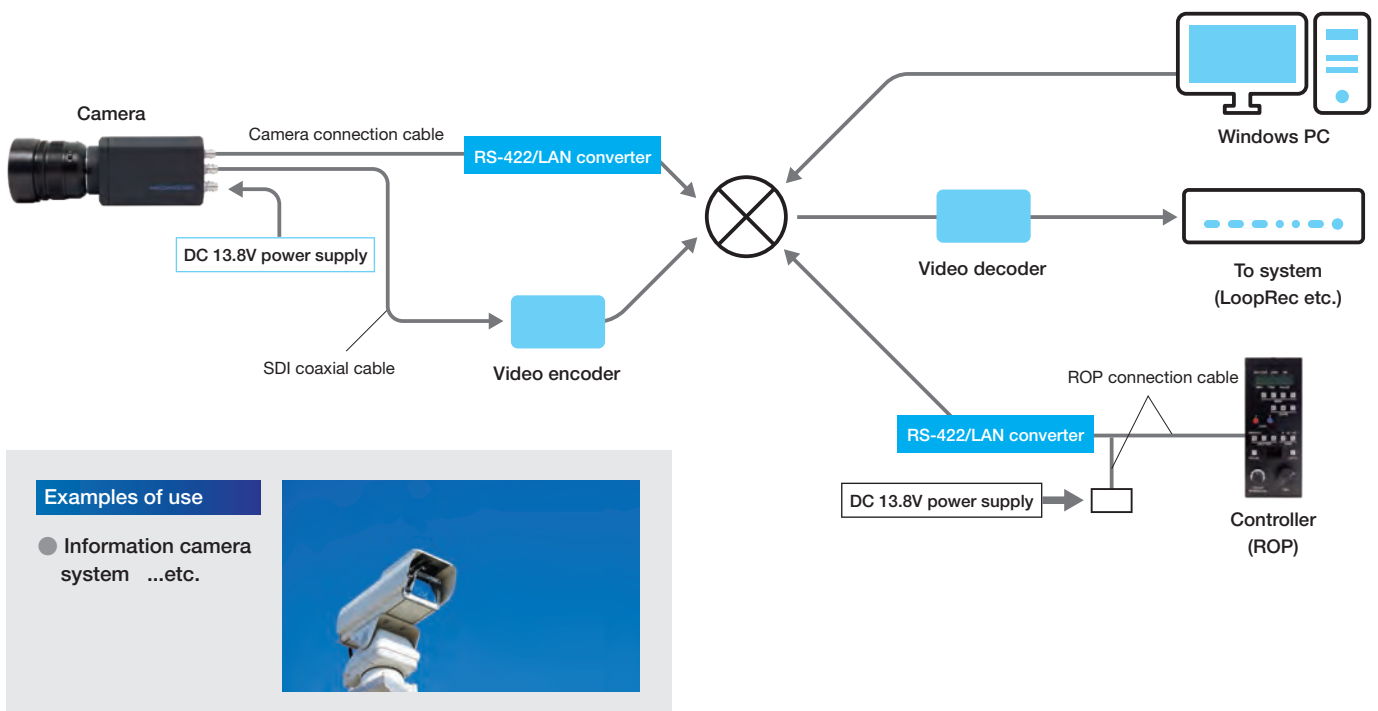 Camera
Camera connection cable
RS-422/LAN converter
DC 13.8V power supply
SDI coaxial cable
Video encoder
Windows PC
Video decoder
To system
(LoopRec etc.)
ROP connection cable
RS-422/LAN converter
DC 13.8V power supply
Controller
(ROP)
Examples of use
Information camera
system ...etc.